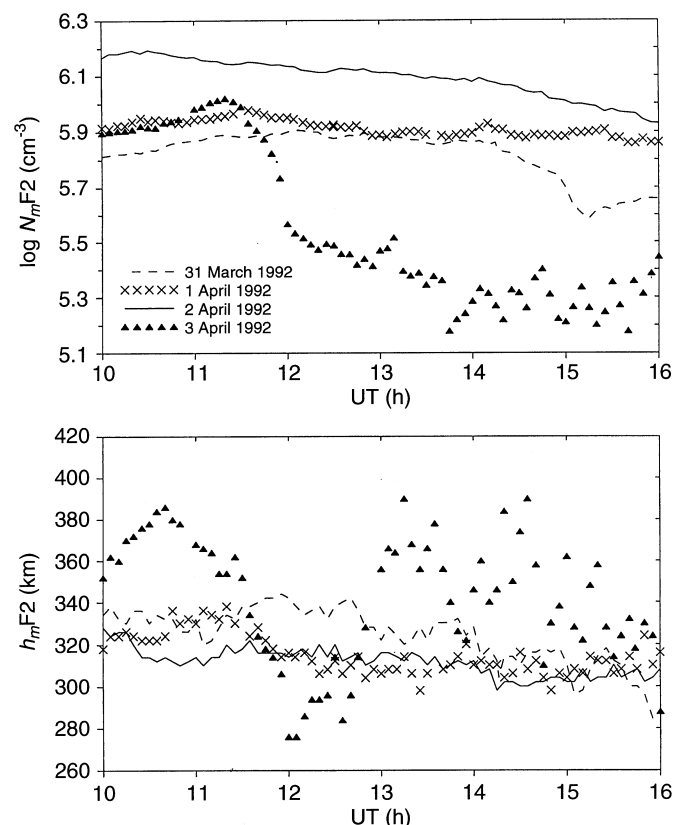 6.3
6.1
5.9
5.7
5.5
5.3
5.1
log NmF2 (cm-3)
31 March 1992
1 April 1992
2 April 1992
3 April 1992
10 11 12 13 14 15 16
UT (h)
420
400
380
360
340
320
300
280
260
hmF2 (km)
10 11 12 13 14 15 16
UT (h)